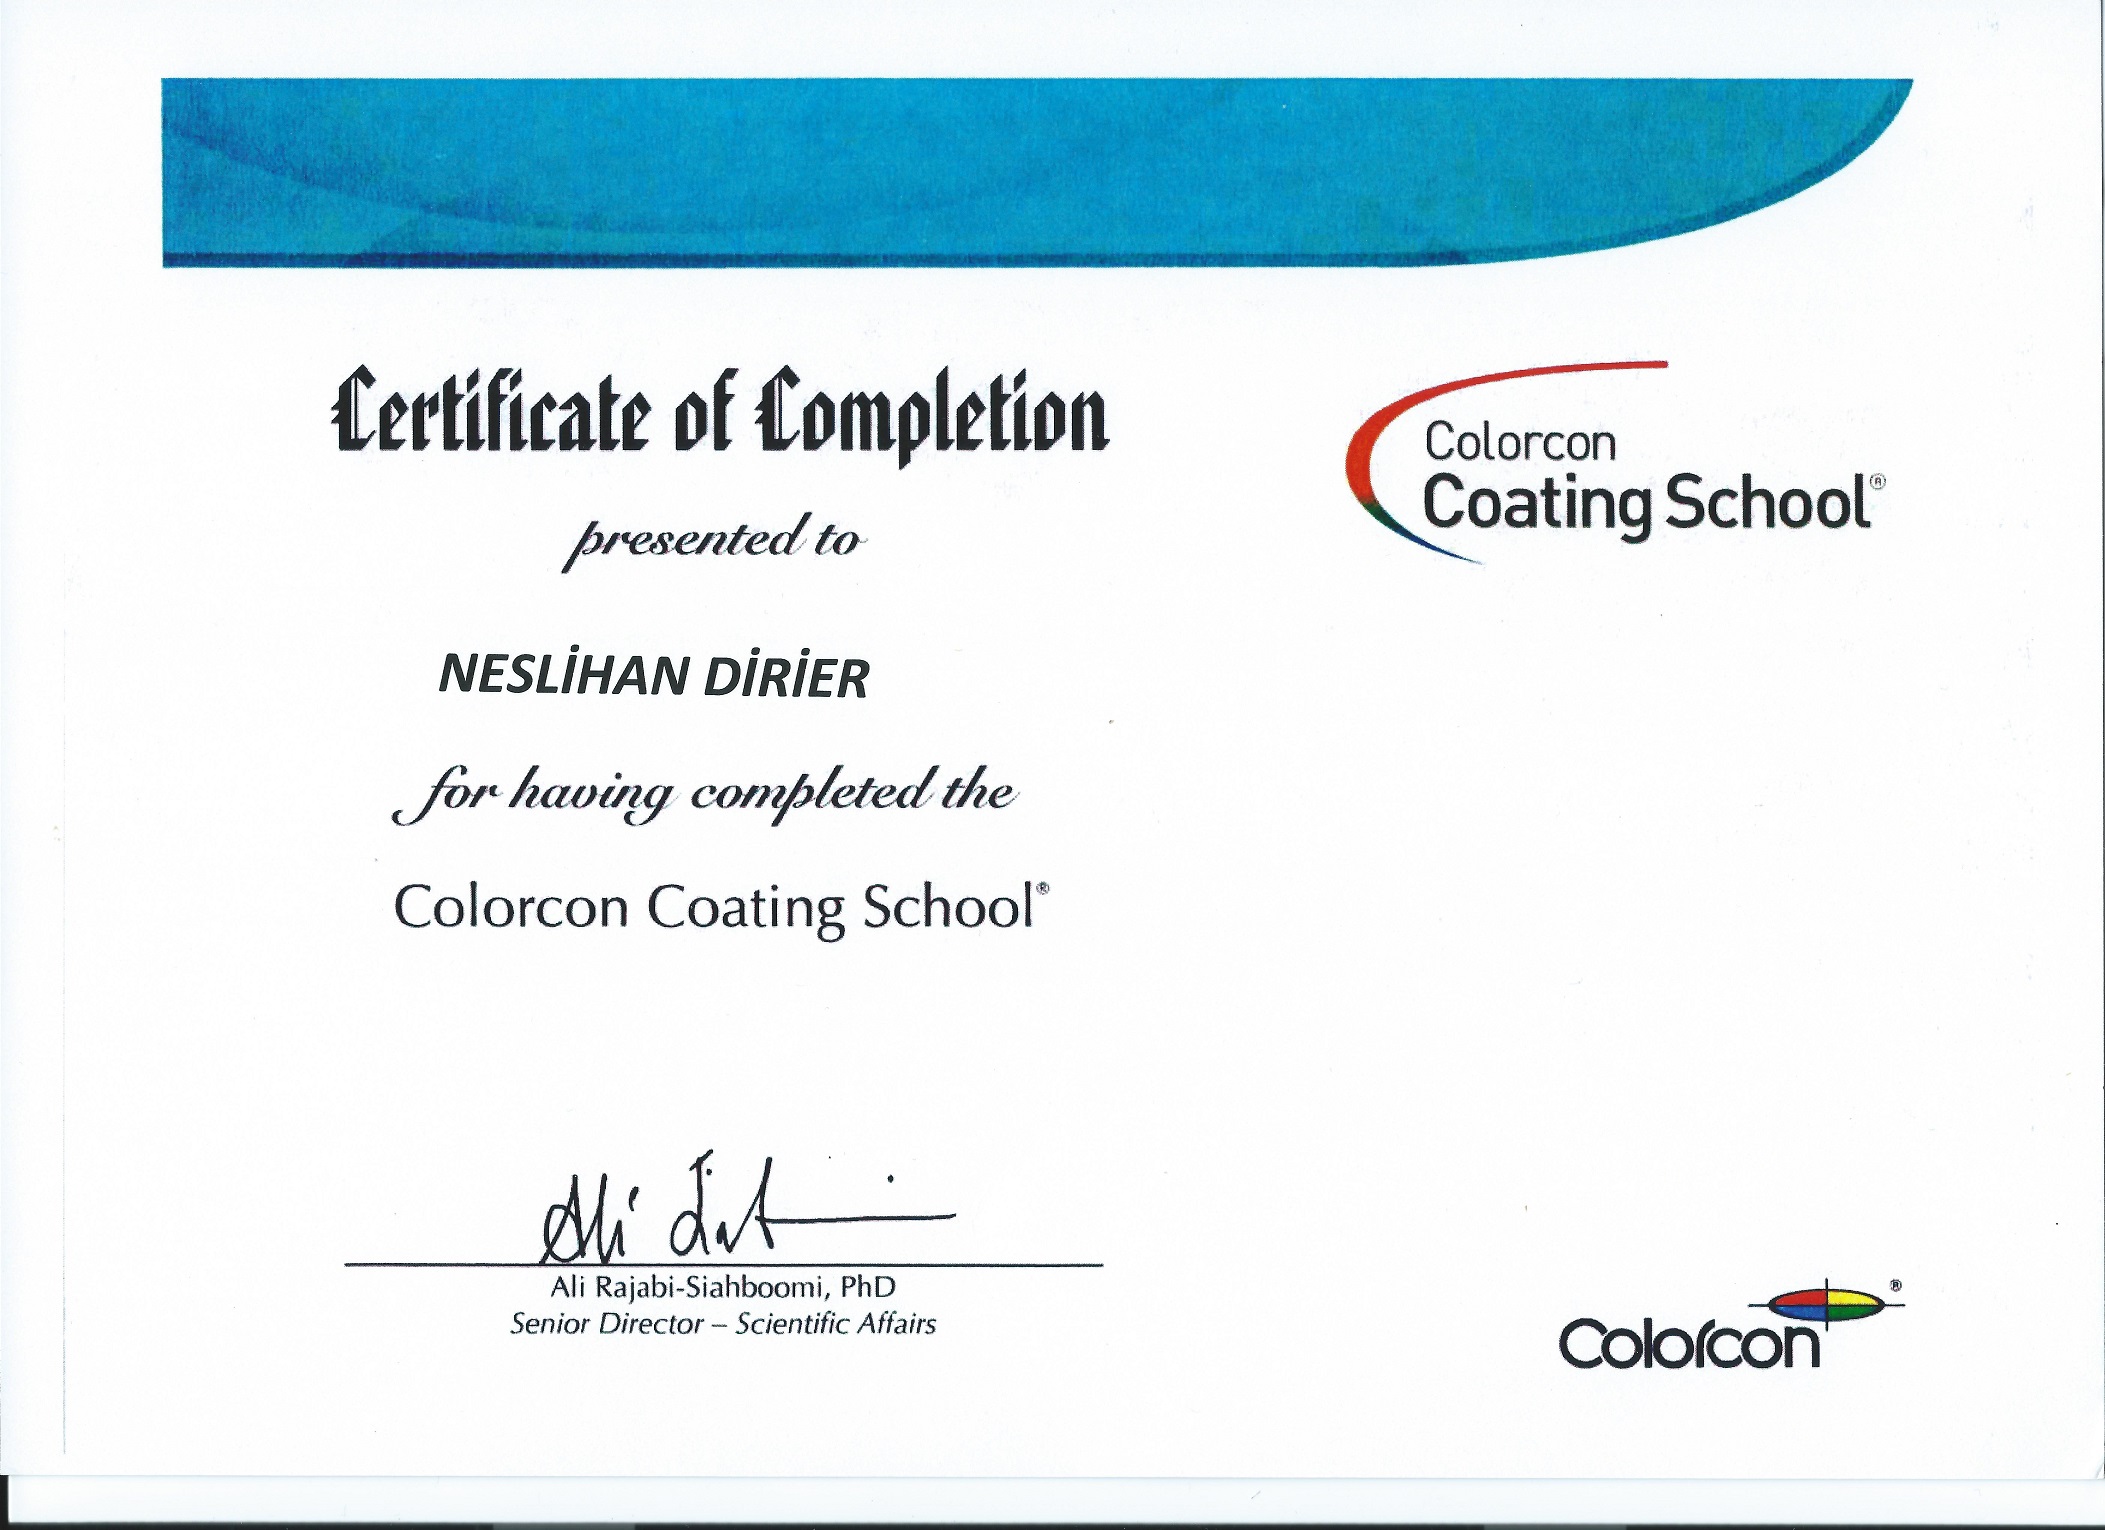 Certificate of Completion
presented to
NESLİHAN DİRİER
for having completed the
Colorcon Coating School®
Ali Rajabi-Siahboomi, PhD
Senior Director – Scientific Affairs
Colorcon
Coating School®
Colorcon®